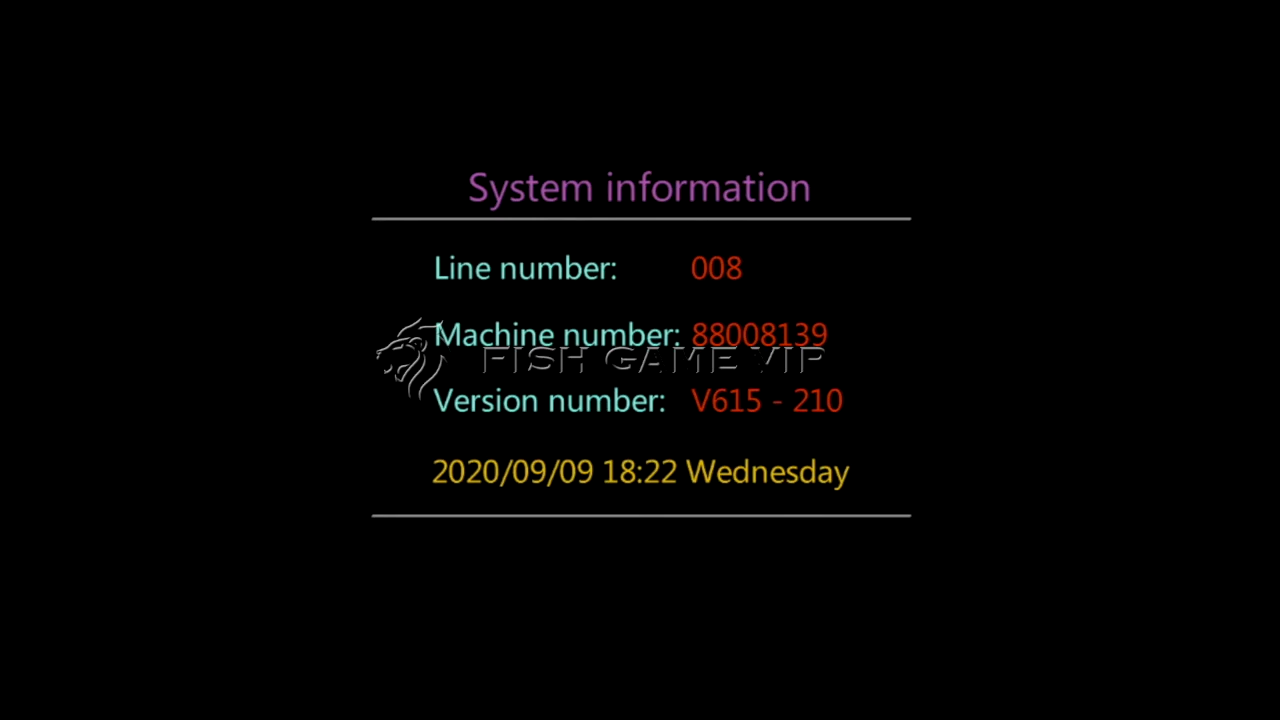 System information
Line number: 008
Machine number: 88008139
FISH GAME VIP
Version number: V615 - 210
2020/09/09 18:22 Wednesday